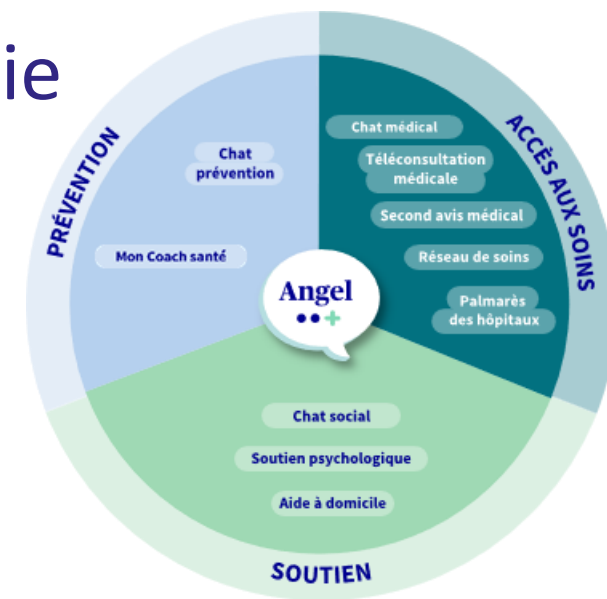 ie
PRÉVENTION
Chat
prévention
Mon Coach santé
ACCÈS AUX SOINS
Chat médical
Téléconsultation
médicale
Second avis médical
Réseau de soins
Palmarès
des hôpitaux
Angel
Chat social
Soutien psychologique
Aide à domicile
SOUTIEN